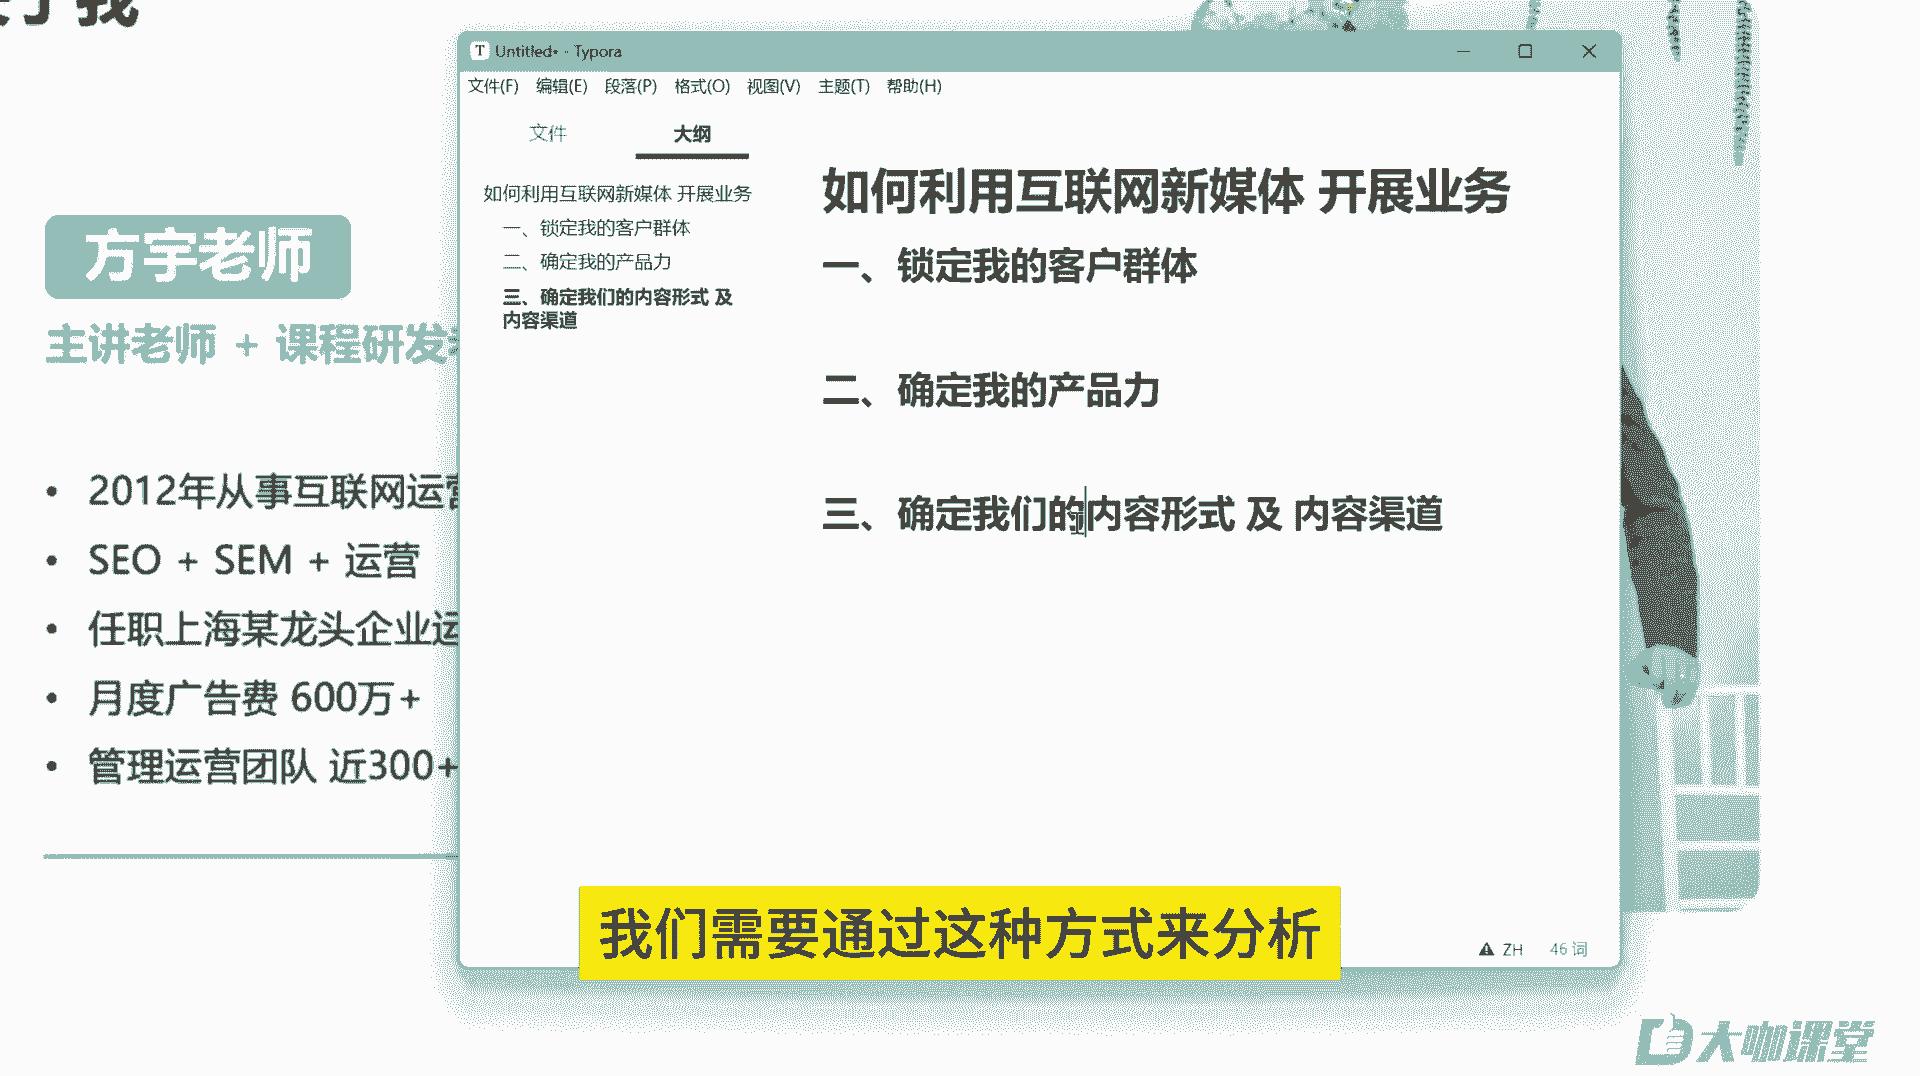 了我
方宇老师
主讲老师 + 课程研发
• 2012年从事互联网运营
• SEO + SEM + 运营
• 任职上海某龙头企业运
• 月度广告费 600万+
• 管理运营团队 近300+
T Untitled• - Typora
文件(F) 编辑(E) 段落(P) 格式(O) 视图(V) 主题(T) 帮助(H)
文件 大纲
如何利用互联网新媒体 开展业务
一、锁定我的客户群体
二、确定我的产品力
三、确定我们的内容形式 及
内容渠道
如何利用互联网新媒体 开展业务
一、锁定我的客户群体
二、确定我的产品力
三、确定我们的内容形式 及 内容渠道
ZH 46 词
我们需要通过这种方式来分析
大咖课堂